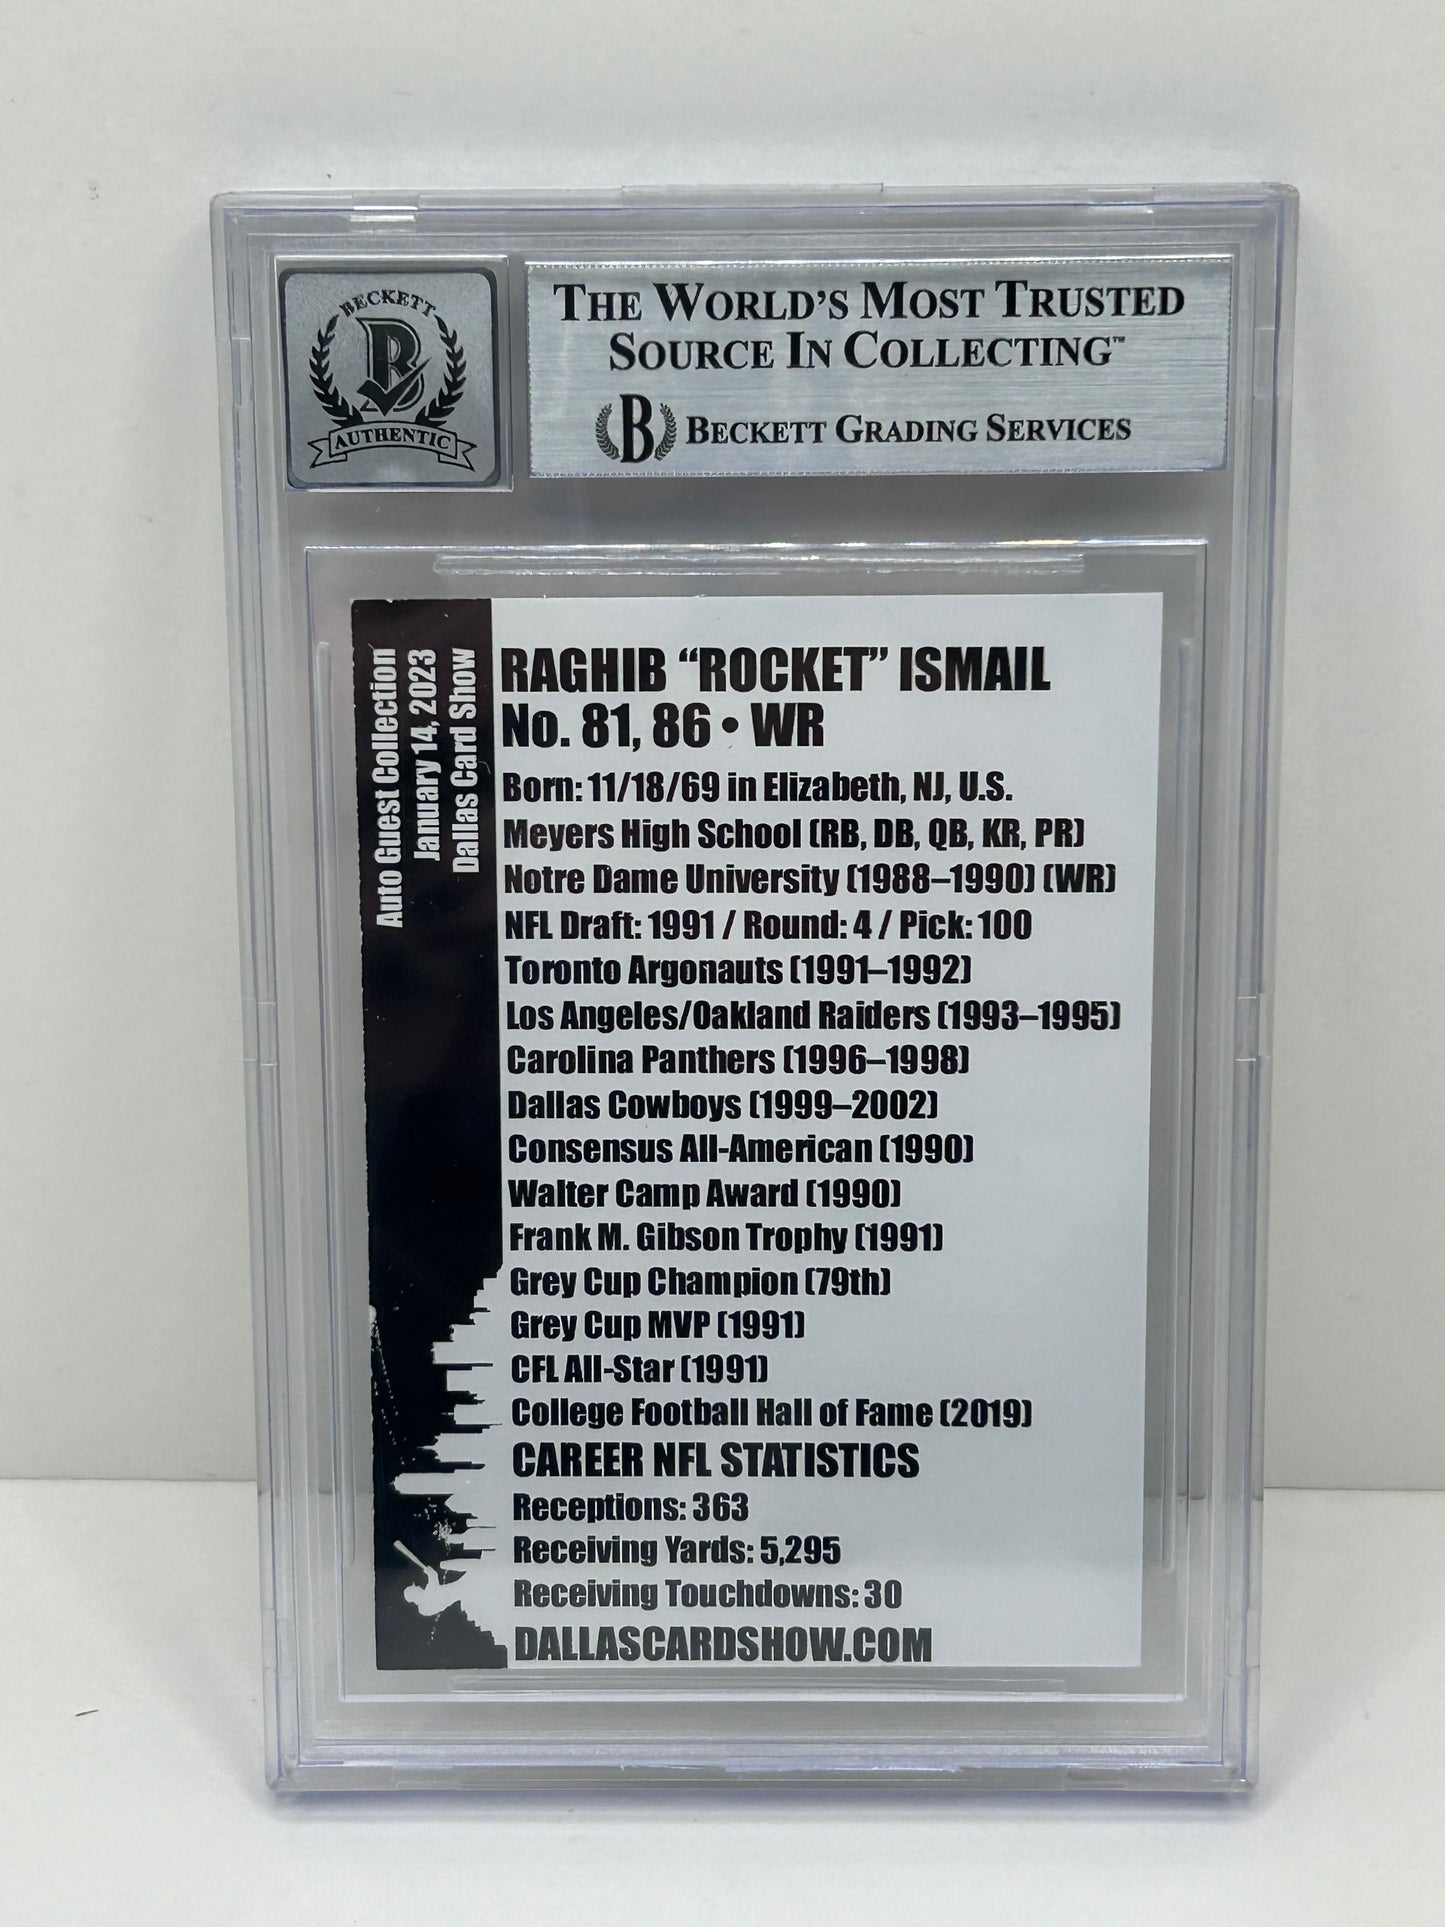 BECKETT
AUTHENTIC
THE WORLD'S MOST TRUSTED
SOURCE IN COLLECTING™
B BECKETT GRADING SERVICES
Auto Guest Collection
January 14, 2023
Dallas Card Show
RAGHIB “ROCKET” ISMAIL
No. 81, 86 • WR
Born: 11/18/69 in Elizabeth, NJ, U.S.
Meyers High School (RB, DB, QB, KR, PR)
Notre Dame University (1988–1990) (WR)
NFL Draft: 1991 / Round: 4 / Pick: 100
Toronto Argonauts (1991–1992)
Los Angeles/Oakland Raiders (1993–1995)
Carolina Panthers (1996–1998)
Dallas Cowboys (1999–2002)
Consensus All-American (1990)
Walter Camp Award (1990)
Frank M. Gibson Trophy (1991)
Grey Cup Champion (79th)
Grey Cup MVP (1991)
CFL All-Star (1991)
College Football Hall of Fame (2019)
CAREER NFL STATISTICS
Receptions: 363
Receiving Yards: 5,295
Receiving Touchdowns: 30
DALLASCARDSHOW.COM